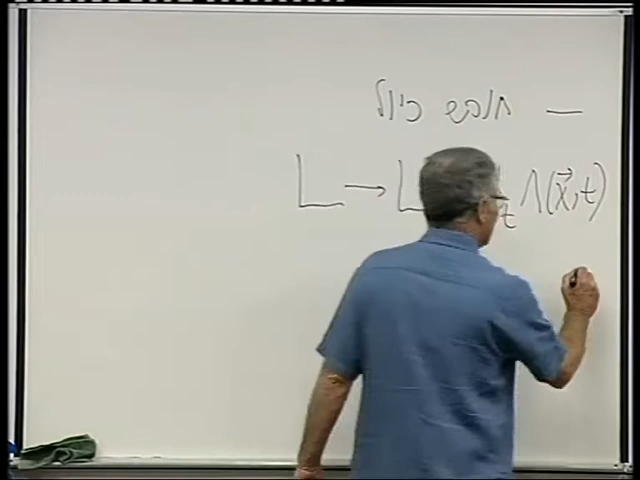 — חופש כיול
L → L t Λ(x⃗,t)